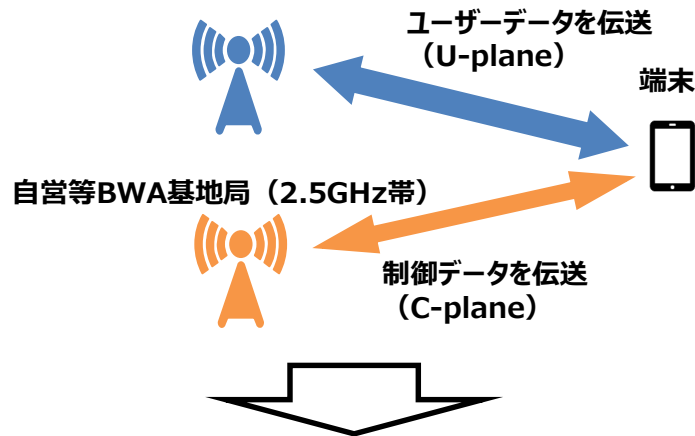 ユーザーデータを伝送
（U-plane）
端末
自営等BWA基地局（2.5GHz帯）
制御データを伝送
（C-plane）